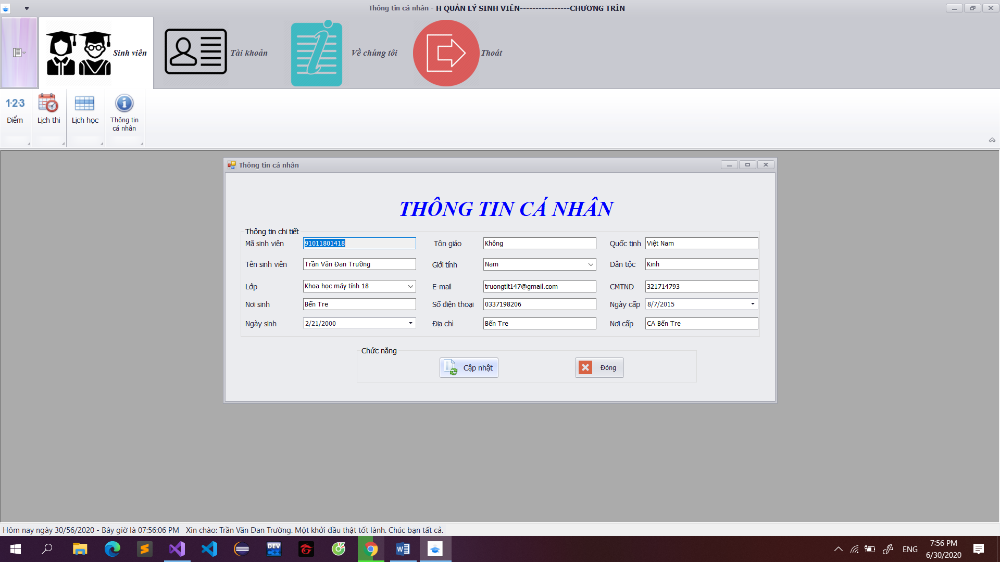 Thông tin cá nhân - H QUẢN LÝ SINH VIÊN----------------CHƯƠNG TRÌN
Sinh viên
Tài khoản
Về chúng tôi
Thoát
1·2·3
Điểm
Lịch thi
Lịch học
Thông tin
cá nhân
Thông tin cá nhân
THÔNG TIN CÁ NHÂN
Thông tin chi tiết
Mã sinh viên 91011801418 Tôn giáo Không Quốc tịnh Việt Nam
Tên sinh viên Trần Văn Đan Trường Giới tính Nam Dân tộc Kinh
Lớp Khoa học máy tính 18 E-mail truongtlt147@gmail.com CMTND 321714793
Nơi sinh Bến Tre Số điện thoại 0337198206 Ngày cấp 8/7/2015
Ngày sinh 2/21/2000 Địa chỉ Bến Tre Nơi cấp CA Bến Tre
Chức năng
Cập nhật Đóng
Hôm nay ngày 30/56/2020 - Bây giờ là 07:56:06 PM Xin chào: Trần Văn Đan Trường. Một khởi đầu thật tốt lành. Chúc bạn tất cả.
DEV
C++
ENG
7:56 PM
6/30/2020